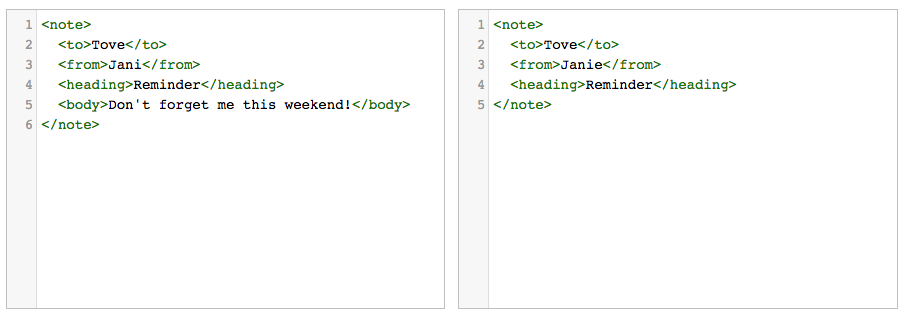 1 <note>
2   <to>Tove</to>
3   <from>Jani</from>
4   <heading>Reminder</heading>
5   <body>Don't forget me this weekend!</body>
6 </note>
1 <note>
2   <to>Tove</to>
3   <from>Janie</from>
4   <heading>Reminder</heading>
5 </note>